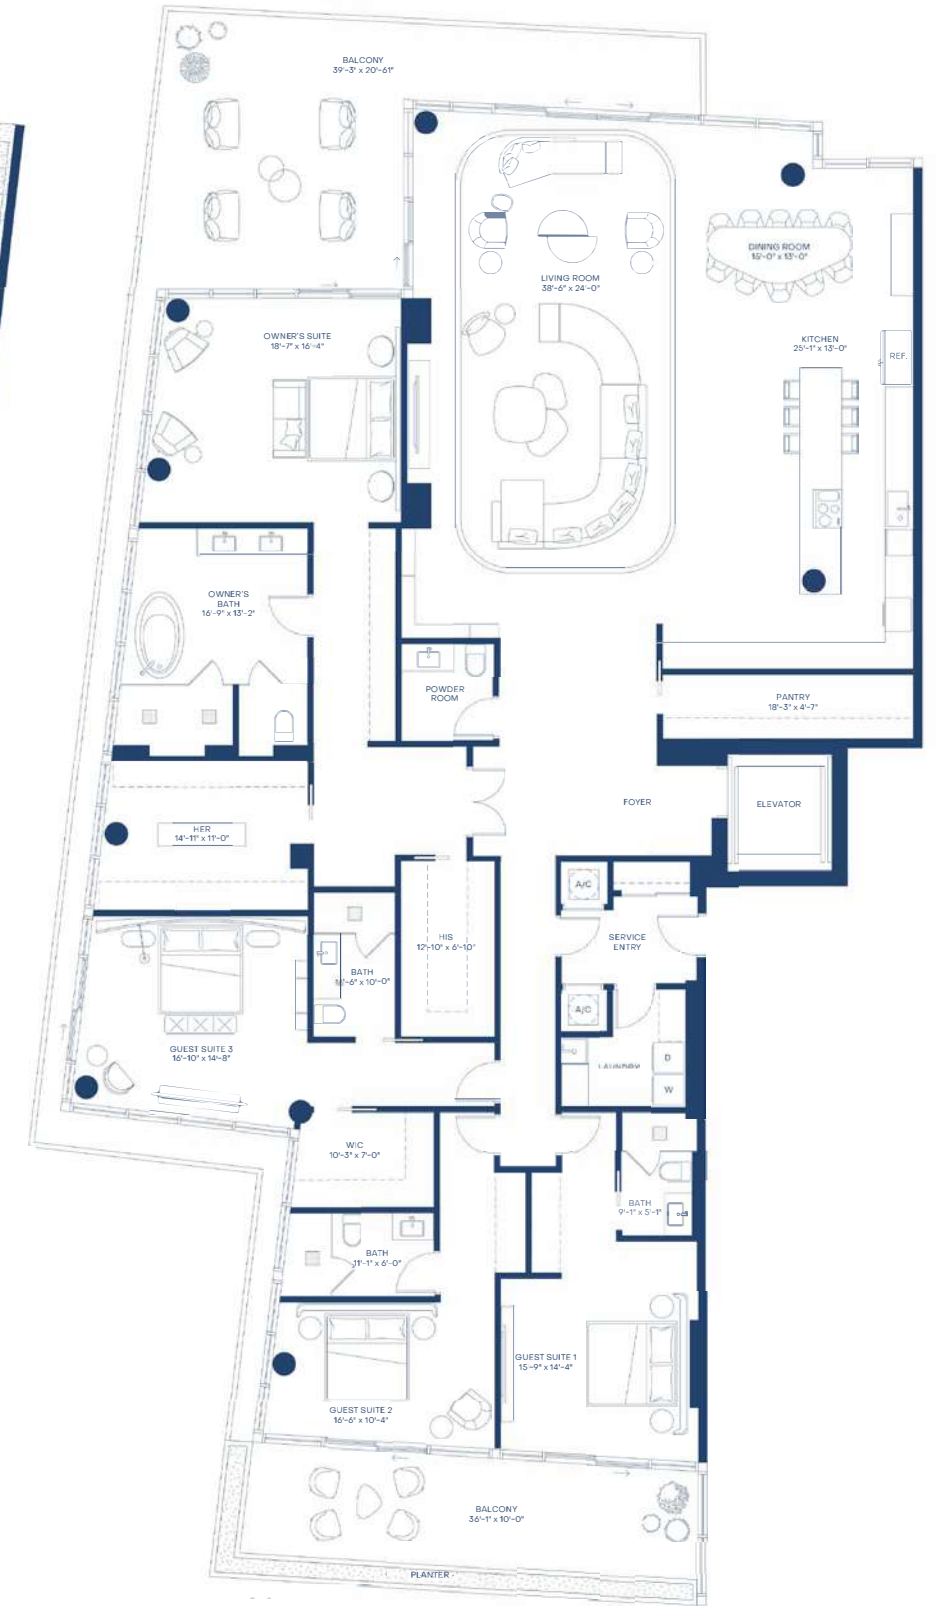 BALCONY
39'-3" x 20'-61"
LIVING ROOM
38'-6" x 24'-0"
DINING ROOM
15'-0" x 13'-0"
OWNER'S SUITE
18'-7" x 16'-4"
KITCHEN
25'-1" x 13'-0"
REF.
OWNER'S
BATH
16'-9" x 13'-2"
POWDER
ROOM
PANTRY
18'-3" x 4'-7"
FOYER
ELEVATOR
HER
14'-11" x 11'-0"
A/C
HIS
12'-10" x 6'-10"
SERVICE
ENTRY
BATH
-6" x 10'-0"
A/C
GUEST SUITE 3
16'-10" x 14'-8"
LAUNDRY
D
W
WIC
10'-3" x 7'-0"
BATH
9'-1" x 5'-1"
BATH
11'-1" x 6'-0"
GUEST SUITE 1
15'-9" x 14'-4"
GUEST SUITE 2
16'-6" x 10'-4"
BALCONY
36'-1" x 10'-0"
PLANTER